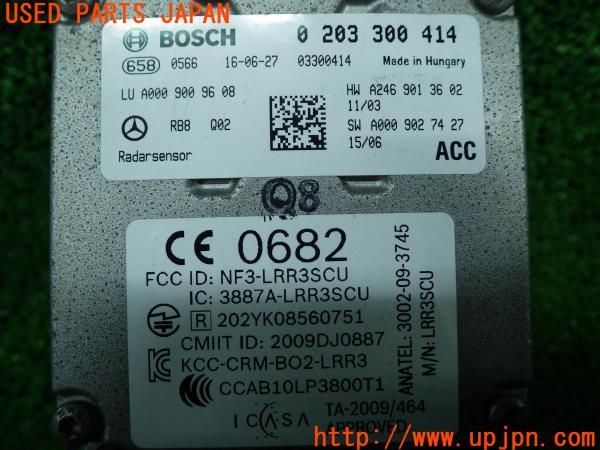 USED PARTS JAPAN
BOSCH 0 203 300 414
658 0566 16-06-27 03300414 Made in Hungary
LU A000 900 96 08 HW A246 901 36 02
11/03
RB8 Q02 SW A000 902 74 27
15/06
Radarsensor ACC
Q8
CE 0682
FCC ID: NF3-LRR3SCU
IC: 3887A-LRR3SCU
R 202YK08560751
CMIIT ID: 2009DJ0887
KCC-CRM-BO2-LRR3
CCAB10LP3800T1
ICASA TA-2009/464
APPROVED
ANATEL: 3002-09-3745
M/N: LRR3SCU
URL:https://www.upjpn.com